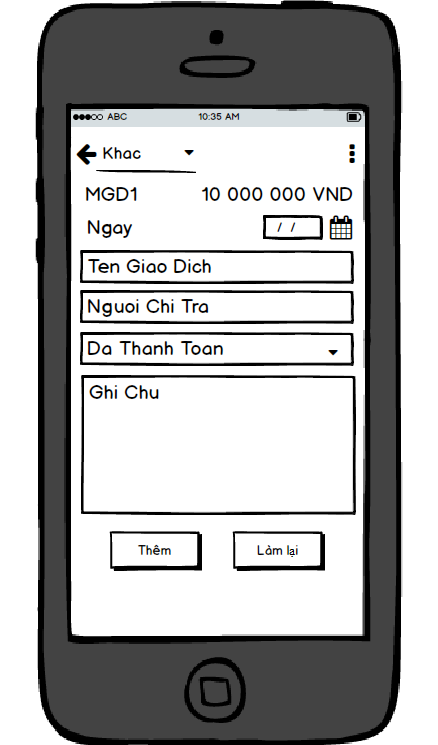 ABC 10:35 AM
Khac
MGD1 10 000 000 VND
Ngay / /
Ten Giao Dich
Nguoi Chi Tra
Da Thanh Toan
Ghi Chu
Thêm Làm lại